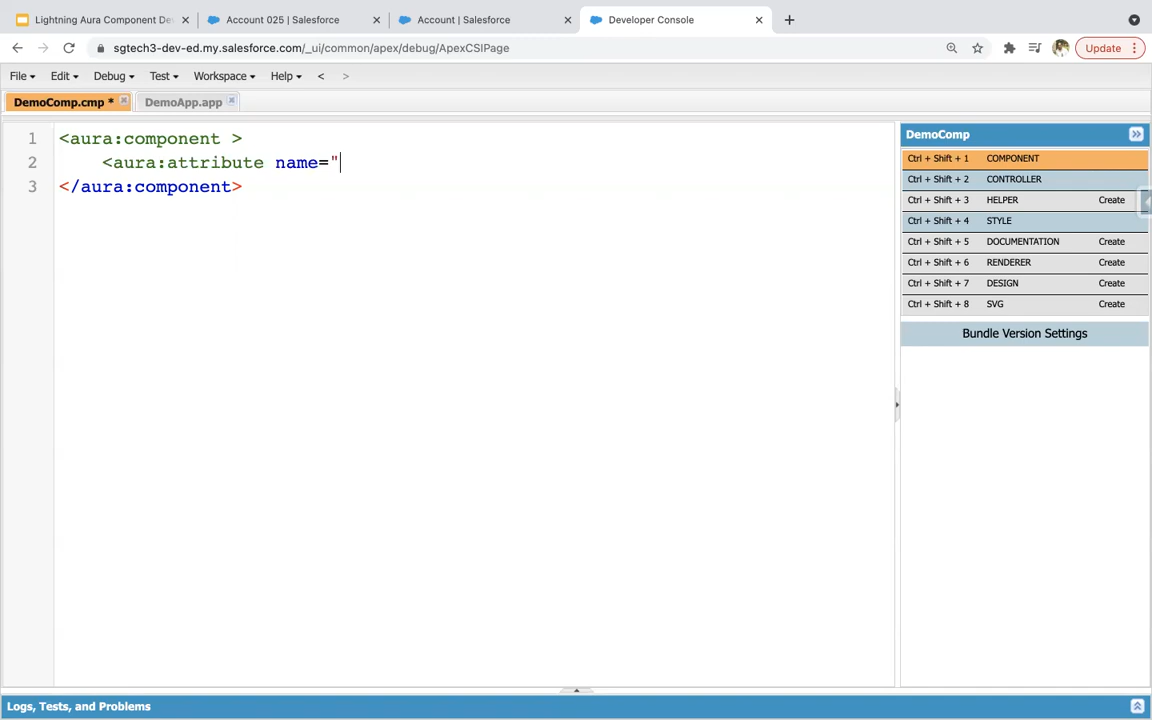 Lightning Aura Component De
Account 025 | Salesforce
Account | Salesforce
Developer Console
sgtech3-dev-ed.my.salesforce.com/_ui/common/apex/debug/ApexCSIPage
Update
File Edit Debug Test Workspace Help < >
DemoComp.cmp * DemoApp.app
1 <aura:component >
2 <aura:attribute name="
3 </aura:component>
DemoComp
Ctrl + Shift + 1 COMPONENT
Ctrl + Shift + 2 CONTROLLER
Ctrl + Shift + 3 HELPER Create
Ctrl + Shift + 4 STYLE
Ctrl + Shift + 5 DOCUMENTATION Create
Ctrl + Shift + 6 RENDERER Create
Ctrl + Shift + 7 DESIGN Create
Ctrl + Shift + 8 SVG Create
Bundle Version Settings
Logs, Tests, and Problems